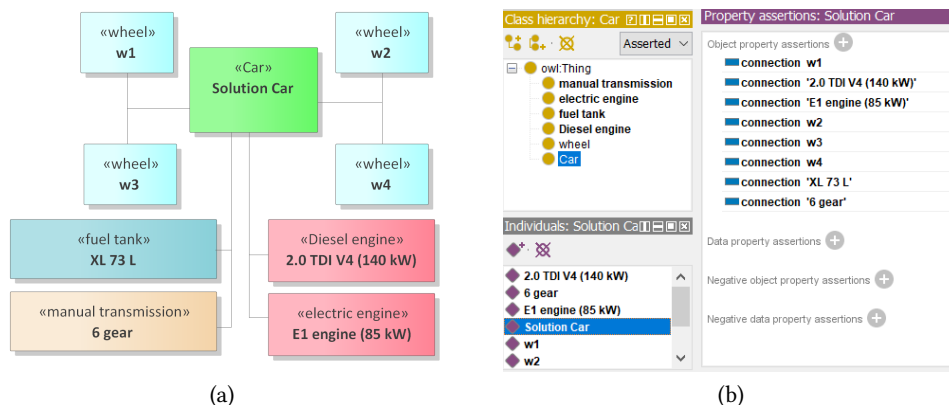 «wheel»
w1
«wheel»
w2
«Car»
Solution Car
«wheel»
w3
«wheel»
w4
«fuel tank»
XL 73 L
«Diesel engine»
2.0 TDI V4 (140 kW)
«manual transmission»
6 gear
«electric engine»
E1 engine (85 kW)
(a)
Class hierarchy: Car
Asserted
owl:Thing
manual transmission
electric engine
fuel tank
Diesel engine
wheel
Car
Individuals: Solution Ca
2.0 TDI V4 (140 kW)
6 gear
E1 engine (85 kW)
Solution Car
w1
w2
Property assertions: Solution Car
Object property assertions
connection w1
connection '2.0 TDI V4 (140 kW)'
connection 'E1 engine (85 kW)'
connection w2
connection w3
connection w4
connection 'XL 73 L'
connection '6 gear'
Data property assertions
Negative object property assertions
Negative data property assertions
(b)